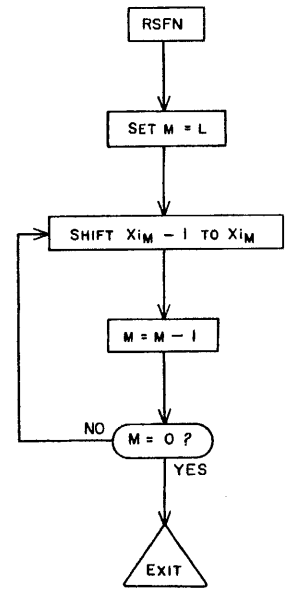 RSFN
SET M = L
SHIFT XiM - 1 TO XiM
M = M - 1
NO
M = 0 ?
YES
EXIT